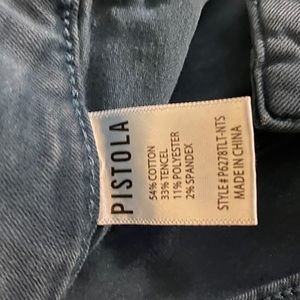 PISTOLA
54% COTTON
33% TENCEL
11% POLYESTER
2% SPANDEX
STYLE # P6278TLT-NTS
MADE IN CHINA